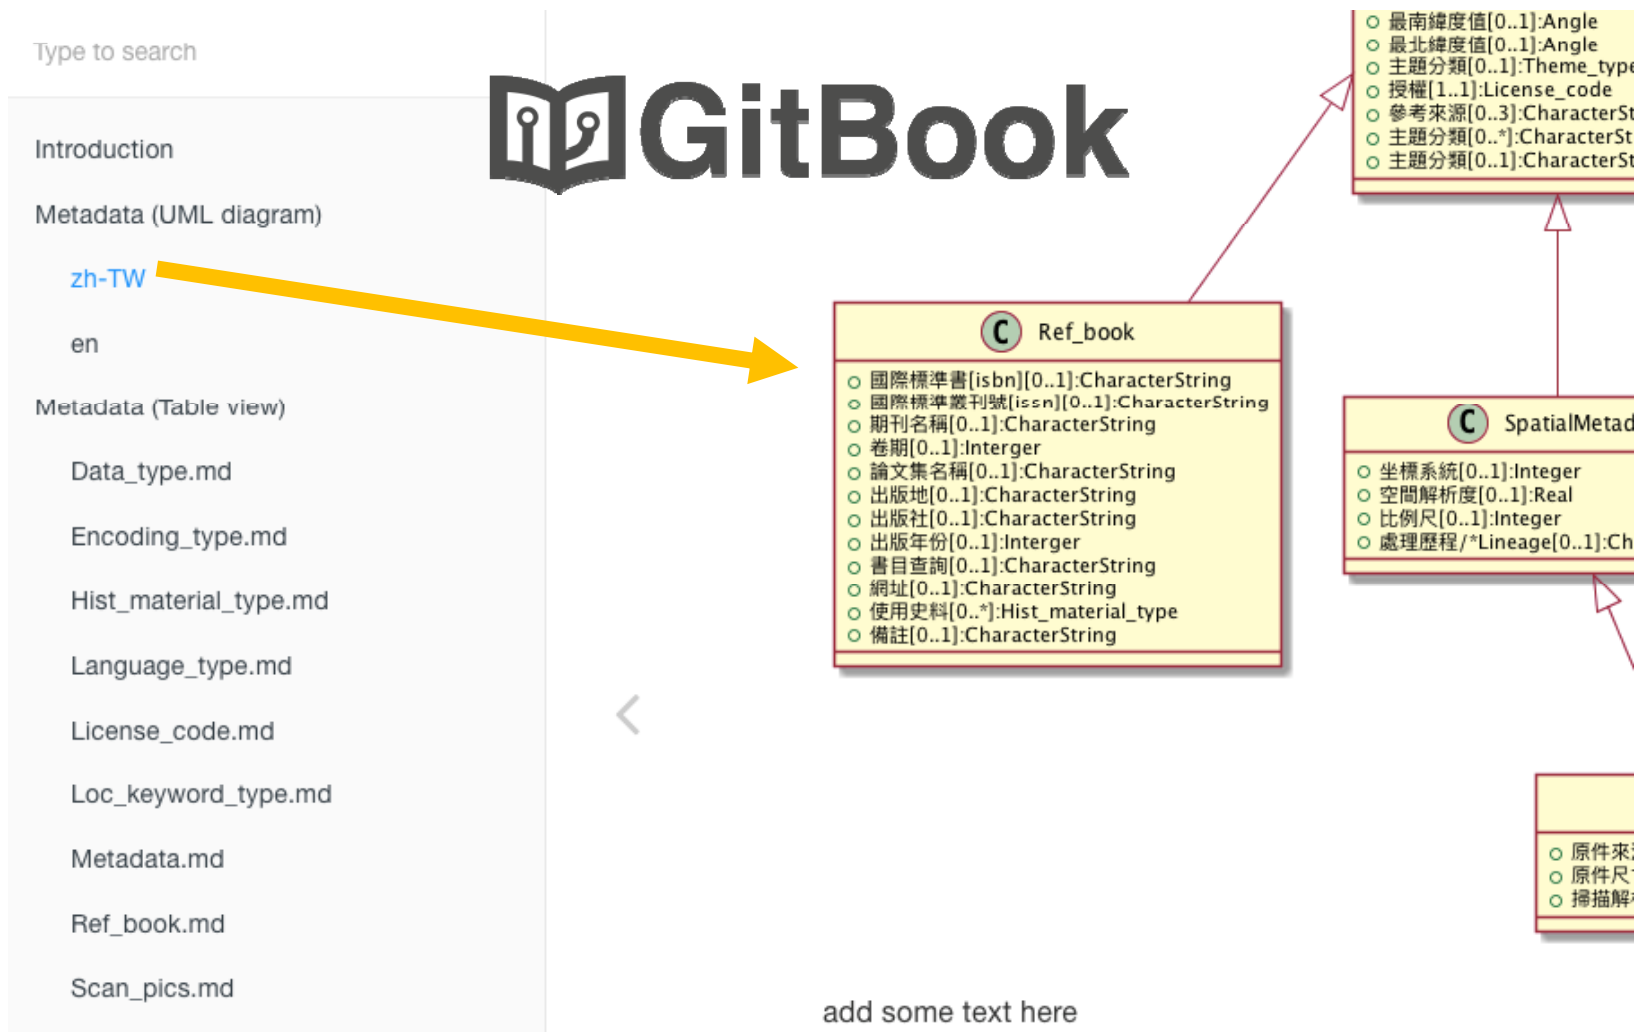 Type to search
Introduction
Metadata (UML diagram)
zh-TW
en
Metadata (Table view)
Data_type.md
Encoding_type.md
Hist_material_type.md
Language_type.md
License_code.md
Loc_keyword_type.md
Metadata.md
Ref_book.md
Scan_pics.md
GitBook
最南緯度值[0..1]:Angle
最北緯度值[0..1]:Angle
主題分類[0..1]:Theme_type
授權[1..1]:License_code
參考來源[0..3]:CharacterSt
主題分類[0..*]:CharacterSt
主題分類[0..1]:CharacterSt
C Ref_book
國際標準書[isbn][0..1]:CharacterString
國際標準叢刊號[issn][0..1]:CharacterString
期刊名稱[0..1]:CharacterString
卷期[0..1]:Interger
論文集名稱[0..1]:CharacterString
出版地[0..1]:CharacterString
出版社[0..1]:CharacterString
出版年份[0..1]:Interger
書目查詢[0..1]:CharacterString
網址[0..1]:CharacterString
使用史料[0..*]:Hist_material_type
備註[0..1]:CharacterString
C SpatialMetad
坐標系統[0..1]:Integer
空間解析度[0..1]:Real
比例尺[0..1]:Integer
處理歷程/*Lineage[0..1]:Ch
原件來
原件尺
掃描解
add some text here